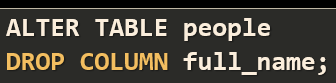 ALTER TABLE people
DROP COLUMN full_name;